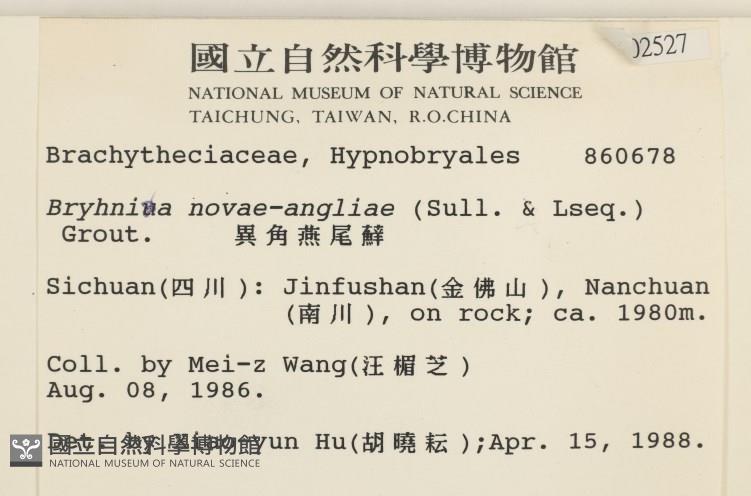 國立自然科學博物館
02527
NATIONAL MUSEUM OF NATURAL SCIENCE
TAICHUNG, TAIWAN, R.O.CHINA
Brachytheciaceae, Hypnobryales 860678
Bryhnia novae-angliae (Sull. & Lseq.)
Grout. 異角燕尾蘚
Sichuan(四川): Jinfushan(金佛山), Nanchuan
(南川), on rock; ca. 1980m.
Coll. by Mei-z Wang(汪楣芝)
Aug. 08, 1986.
Det. by Xiao-yun Hu(胡曉耘);Apr. 15, 1988.
國立自然科學博物館
NATIONAL MUSEUM OF NATURAL SCIENCE